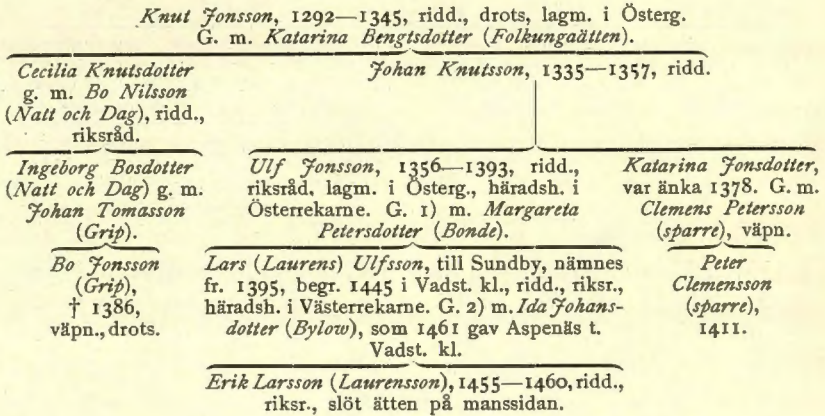 Knut Jonsson, 1292—1345, ridd., drots, lagm. i Österg.
G. m. Katarina Bengtsdotter (Folkungaätten).
Cecilia Knutsdotter
g. m. Bo Nilsson
(Natt och Dag), ridd.,
riksråd.
Johan Knutsson, 1335—1357, ridd.
Ingeborg Bosdotter
(Natt och Dag) g. m.
Johan Tomasson
(Grip).
Ulf Jonsson, 1356—1393, ridd.,
riksråd, lagm. i Österg., häradsh. i
Österrekarne. G. 1) m. Margareta
Petersdotter (Bonde).
Katarina Jonsdotter,
var änka 1378. G. m.
Clemens Petersson
(sparre), väpn.
Bo Jonsson
(Grip),
† 1386,
väpn., drots.
Lars (Laurens) Ulfsson, till Sundby, nämnes
fr. 1395, begr. 1445 i Vadst. kl., ridd., riksr.,
häradsh. i Västerrekarne. G. 2) m. Ida Johans-
dotter (Bylow), som 1461 gav Aspenäs t.
Vadst. kl.
Peter
Clemensson
(sparre),
1411.
Erik Larsson (Laurensson), 1455—1460, ridd.,
riksr., slöt ätten på manssidan.